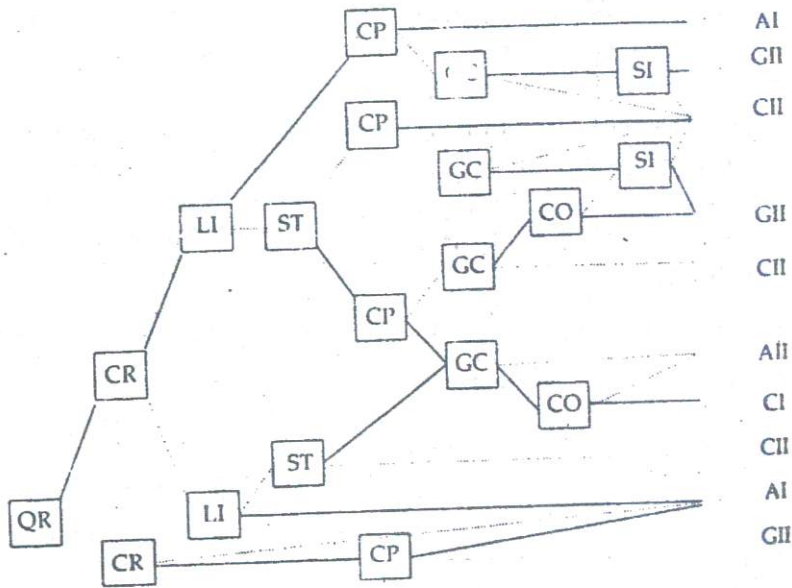 CP AI
SI GII
CP CII
GC SI
LI ST CO GII
GC CII
CP
CR GC AII
CO CI
ST CII
QR LI AI
CR CP GII